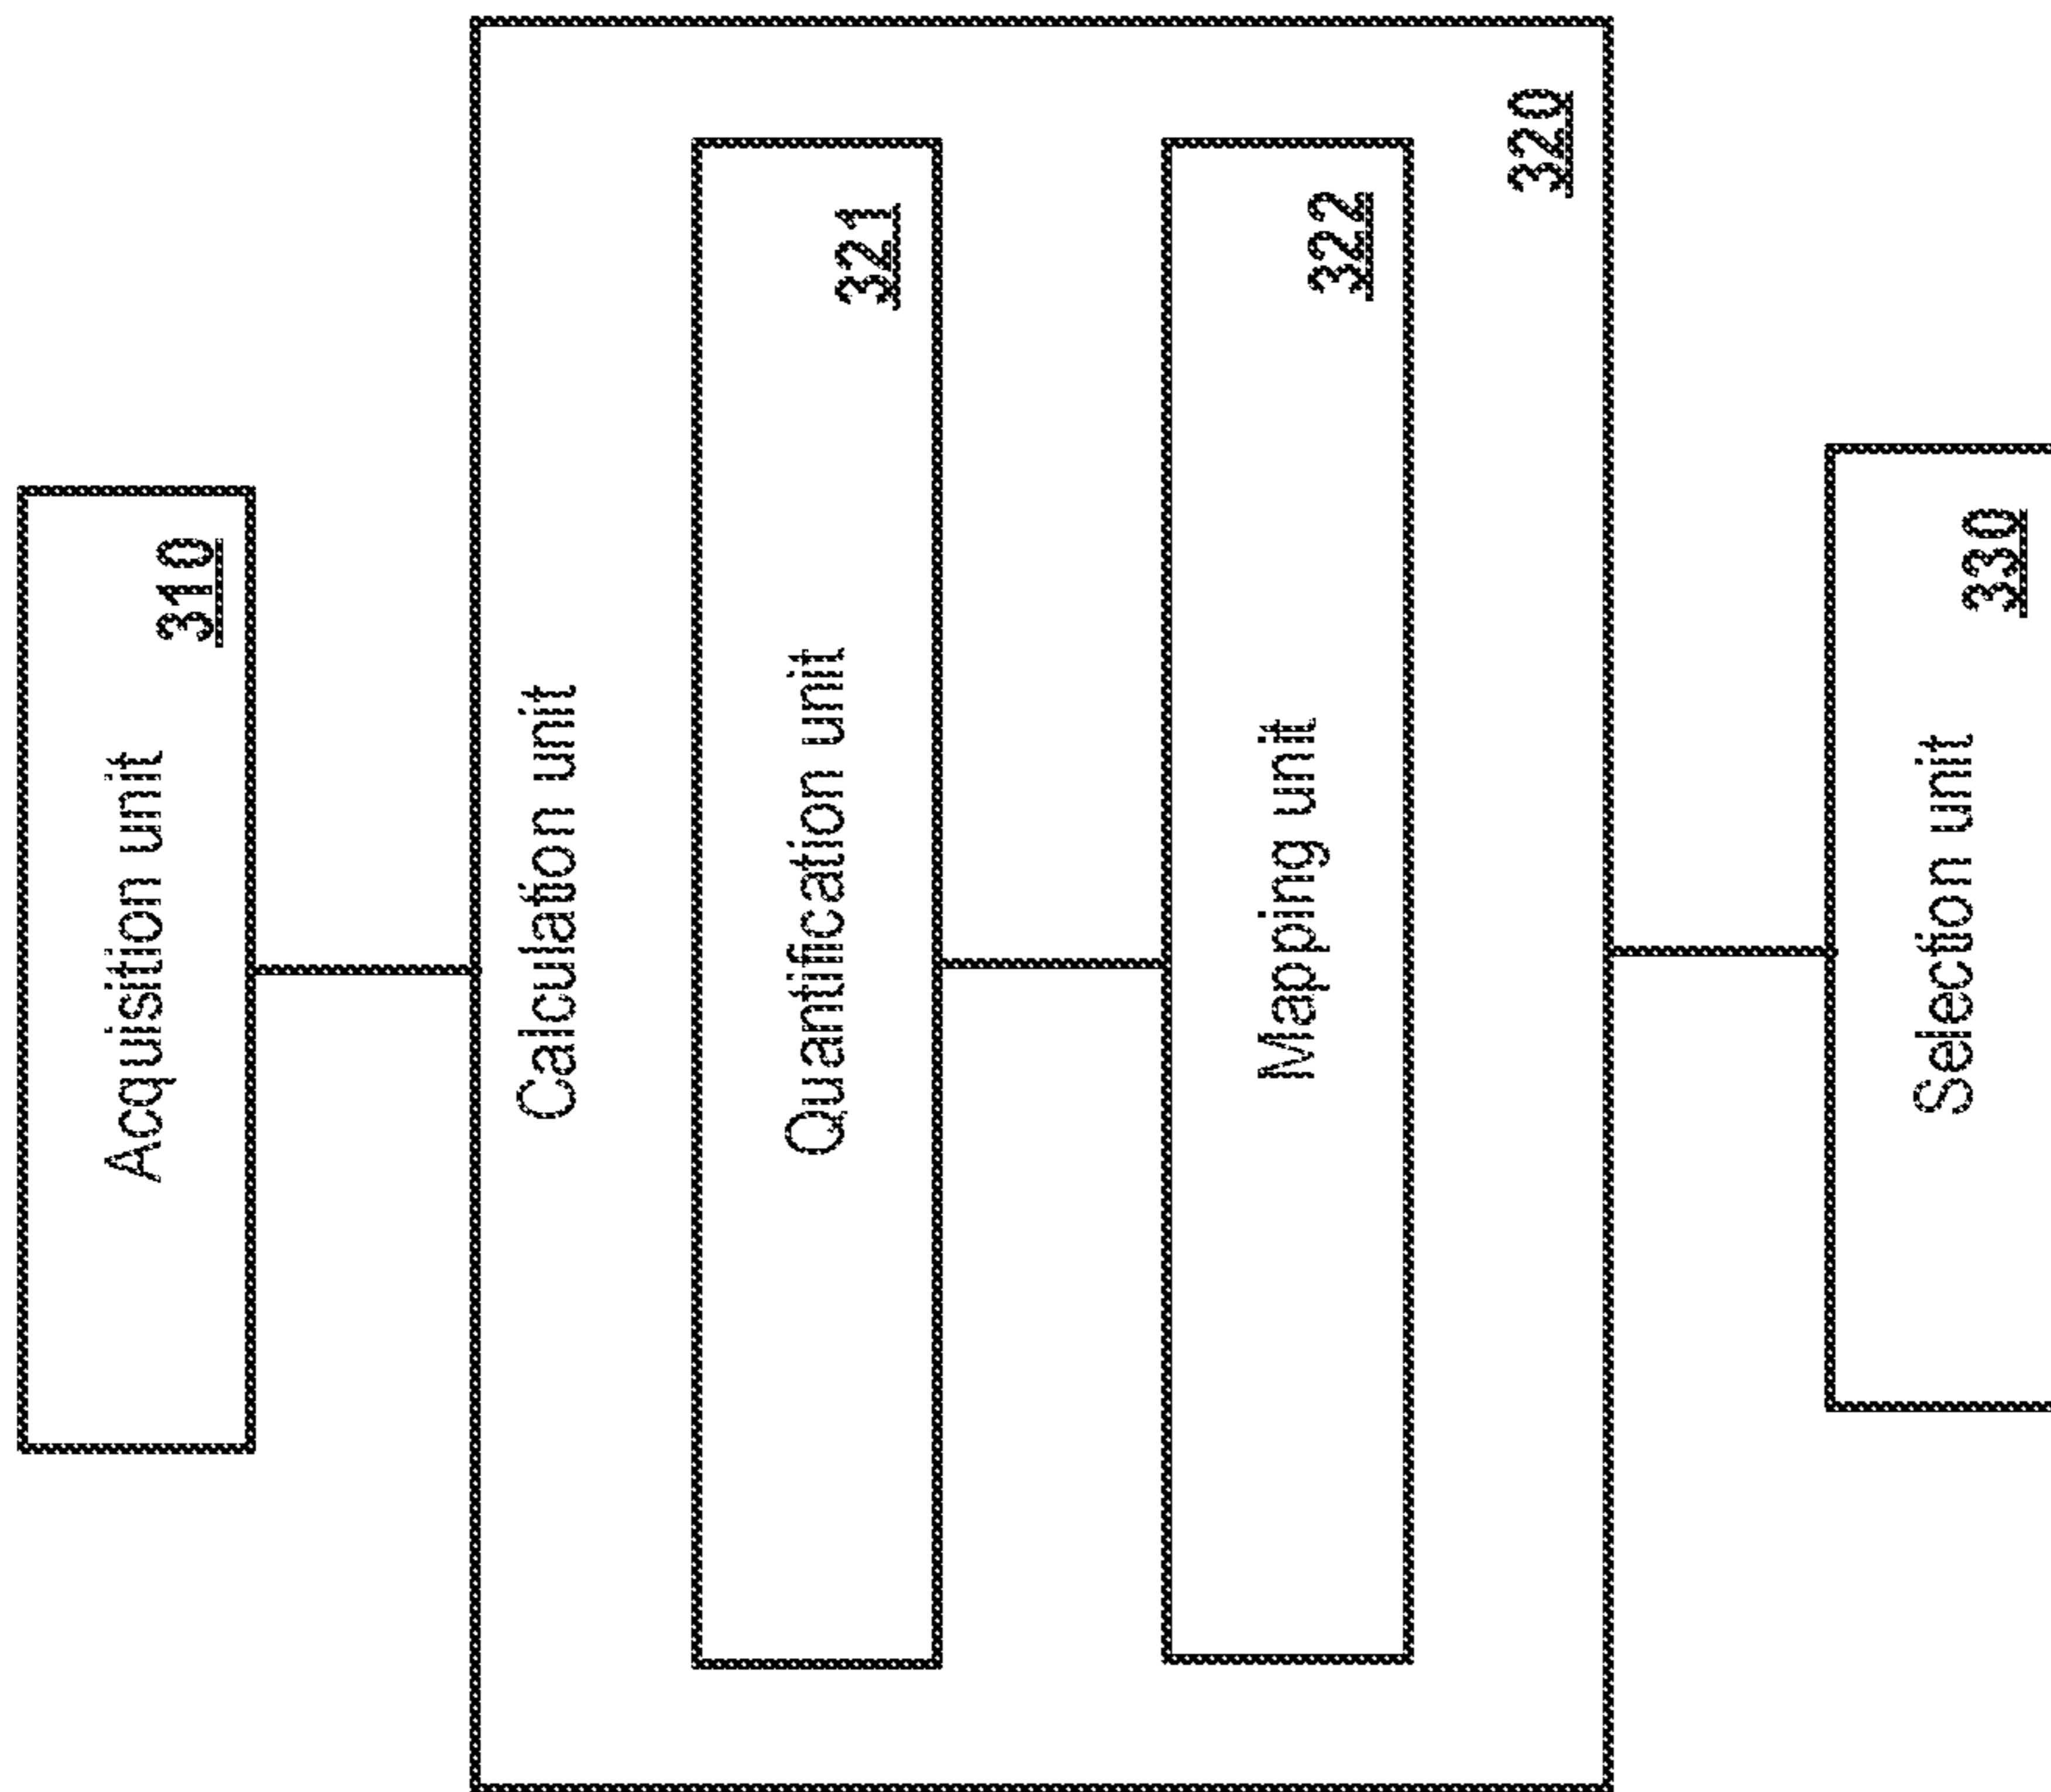 Acquisition unit
310
Calculation unit
Quantification unit
321
Mapping unit
322
320
Selection unit
330